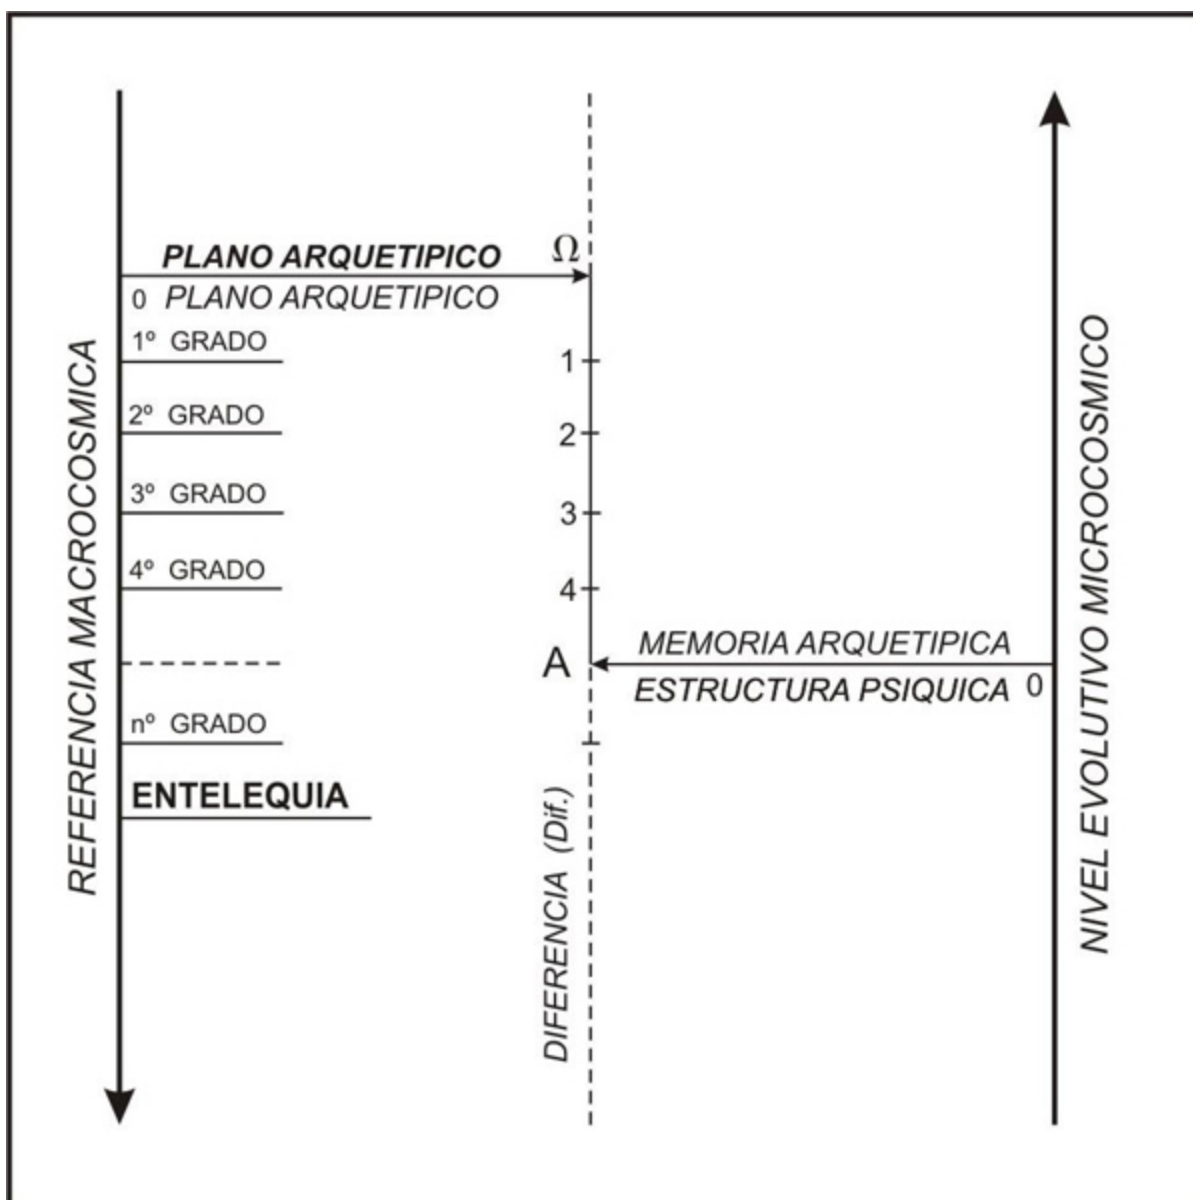 PLANO ARQUETIPICO Ω
0 PLANO ARQUETIPICO
1º GRADO
2º GRADO
3º GRADO
4º GRADO
nº GRADO
ENTELEQUIA
REFERENCIA MACROCOSMICA
1
2
3
4
A
DIFERENCIA (Dif.)
MEMORIA ARQUETIPICA
ESTRUCTURA PSIQUICA 0
NIVEL EVOLUTIVO MICROCOSMICO